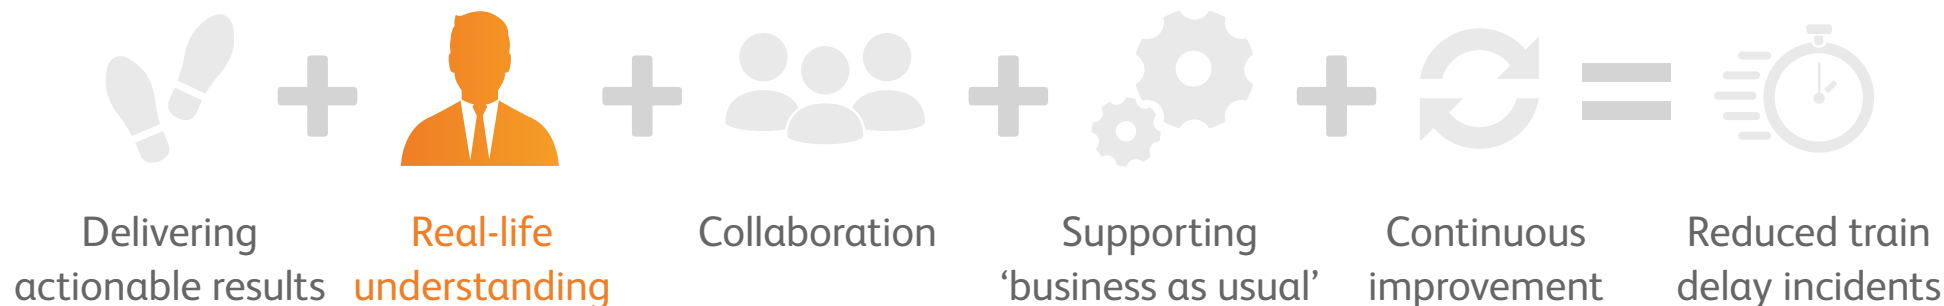 Delivering
actionable results
Real-life
understanding
Collaboration
Supporting
‘business as usual’
Continuous
improvement
Reduced train
delay incidents